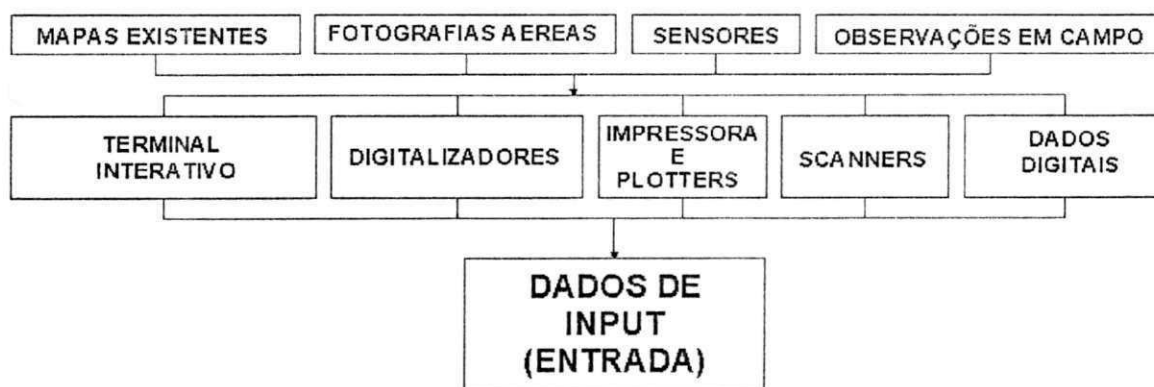 MAPAS EXISTENTES
FOTOGRAFIAS AEREAS
SENSORES
OBSERVAÇÕES EM CAMPO
TERMINAL
INTERATIVO
DIGITALIZADORES
IMPRESSORA
E
PLOTTERS
SCANNERS
DADOS
DIGITAIS
DADOS DE
INPUT
(ENTRADA)